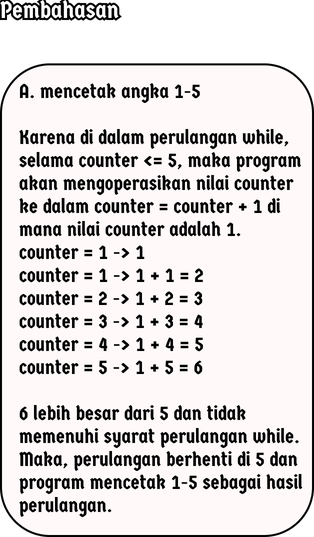 Pembahasan
A. mencetak angka 1-5
Karena di dalam perulangan while,
selama counter <= 5, maka program
akan mengoperasikan nilai counter
ke dalam counter = counter + 1 di
mana nilai counter adalah 1.
counter = 1 -> 1
counter = 1 -> 1 + 1 = 2
counter = 2 -> 1 + 2 = 3
counter = 3 -> 1 + 3 = 4
counter = 4 -> 1 + 4 = 5
counter = 5 -> 1 + 5 = 6
6 lebih besar dari 5 dan tidak
memenuhi syarat perulangan while.
Maka, perulangan berhenti di 5 dan
program mencetak 1-5 sebagai hasil
perulangan.